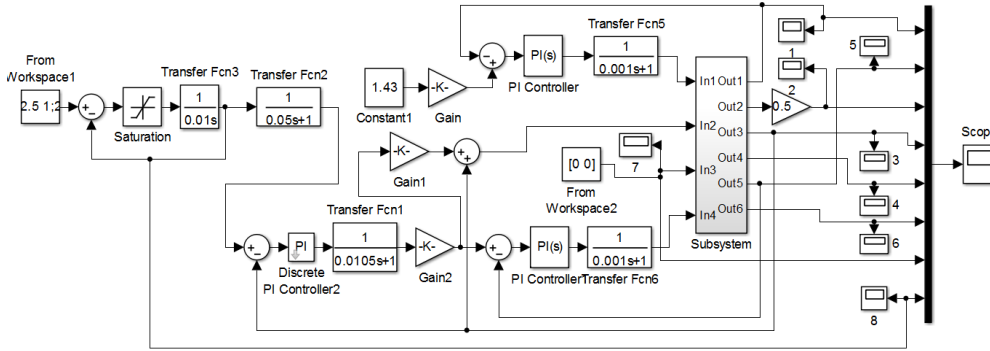 From
Workspace1
2.5 1;2
Saturation
Transfer Fcn3
1
0.01s
Transfer Fcn2
1
0.05s+1
1.43
Constant1
-K-
Gain
PI(s)
PI Controller
Transfer Fcn5
1
0.001s+1
-K-
Gain1
[0 0]
From
Workspace2
7
PI
Discrete
PI Controller2
Transfer Fcn1
1
0.0105s+1
-K-
Gain2
PI(s)
PI Controller1
1
0.001s+1
Transfer Fcn6
In1
In2
In3
In4
Out1
Out2
Out3
Out4
Out5
Out6
Subsystem
0.5
1
2
5
3
4
6
8
Scop